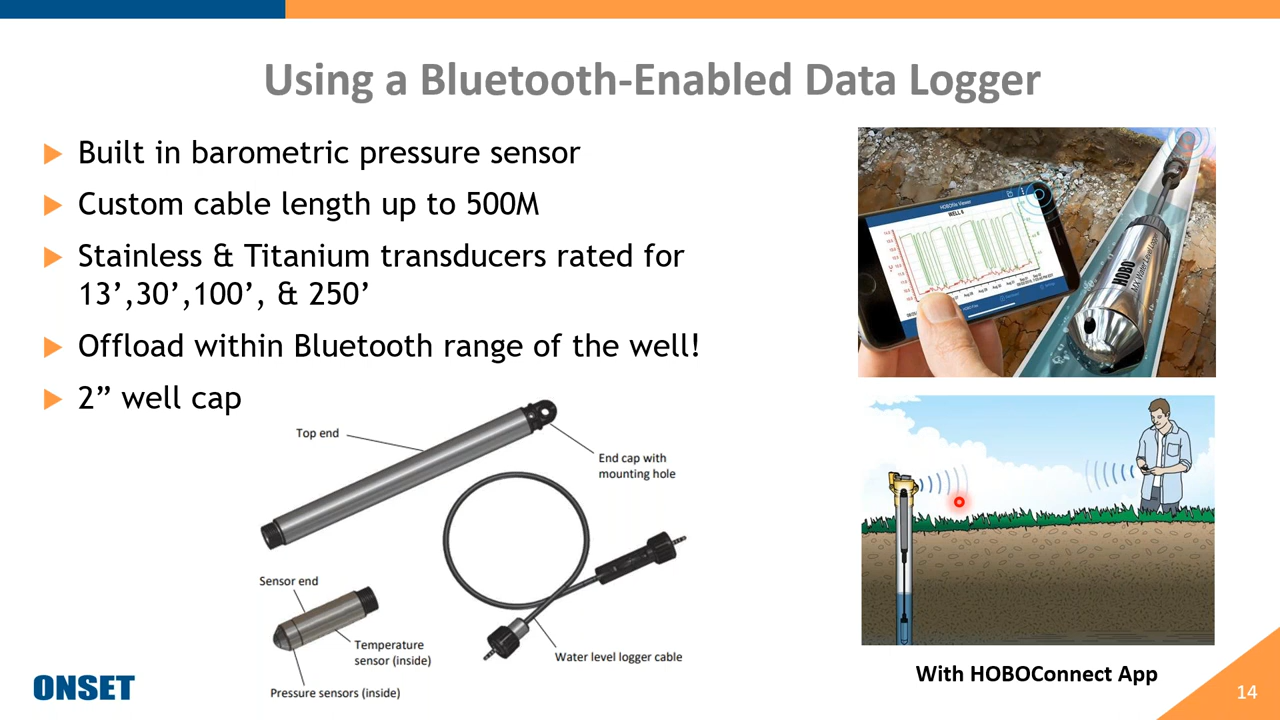 Using a Bluetooth-Enabled Data Logger
Built in barometric pressure sensor
Custom cable length up to 500M
Stainless & Titanium transducers rated for
13’,30’,100’, & 250’
Offload within Bluetooth range of the well!
2” well cap
Top end
End cap with
mounting hole
Sensor end
Temperature
sensor (inside)
Pressure sensors (inside)
Water level logger cable
WELL 6
HOBO
With HOBOConnect App
ONSET
14